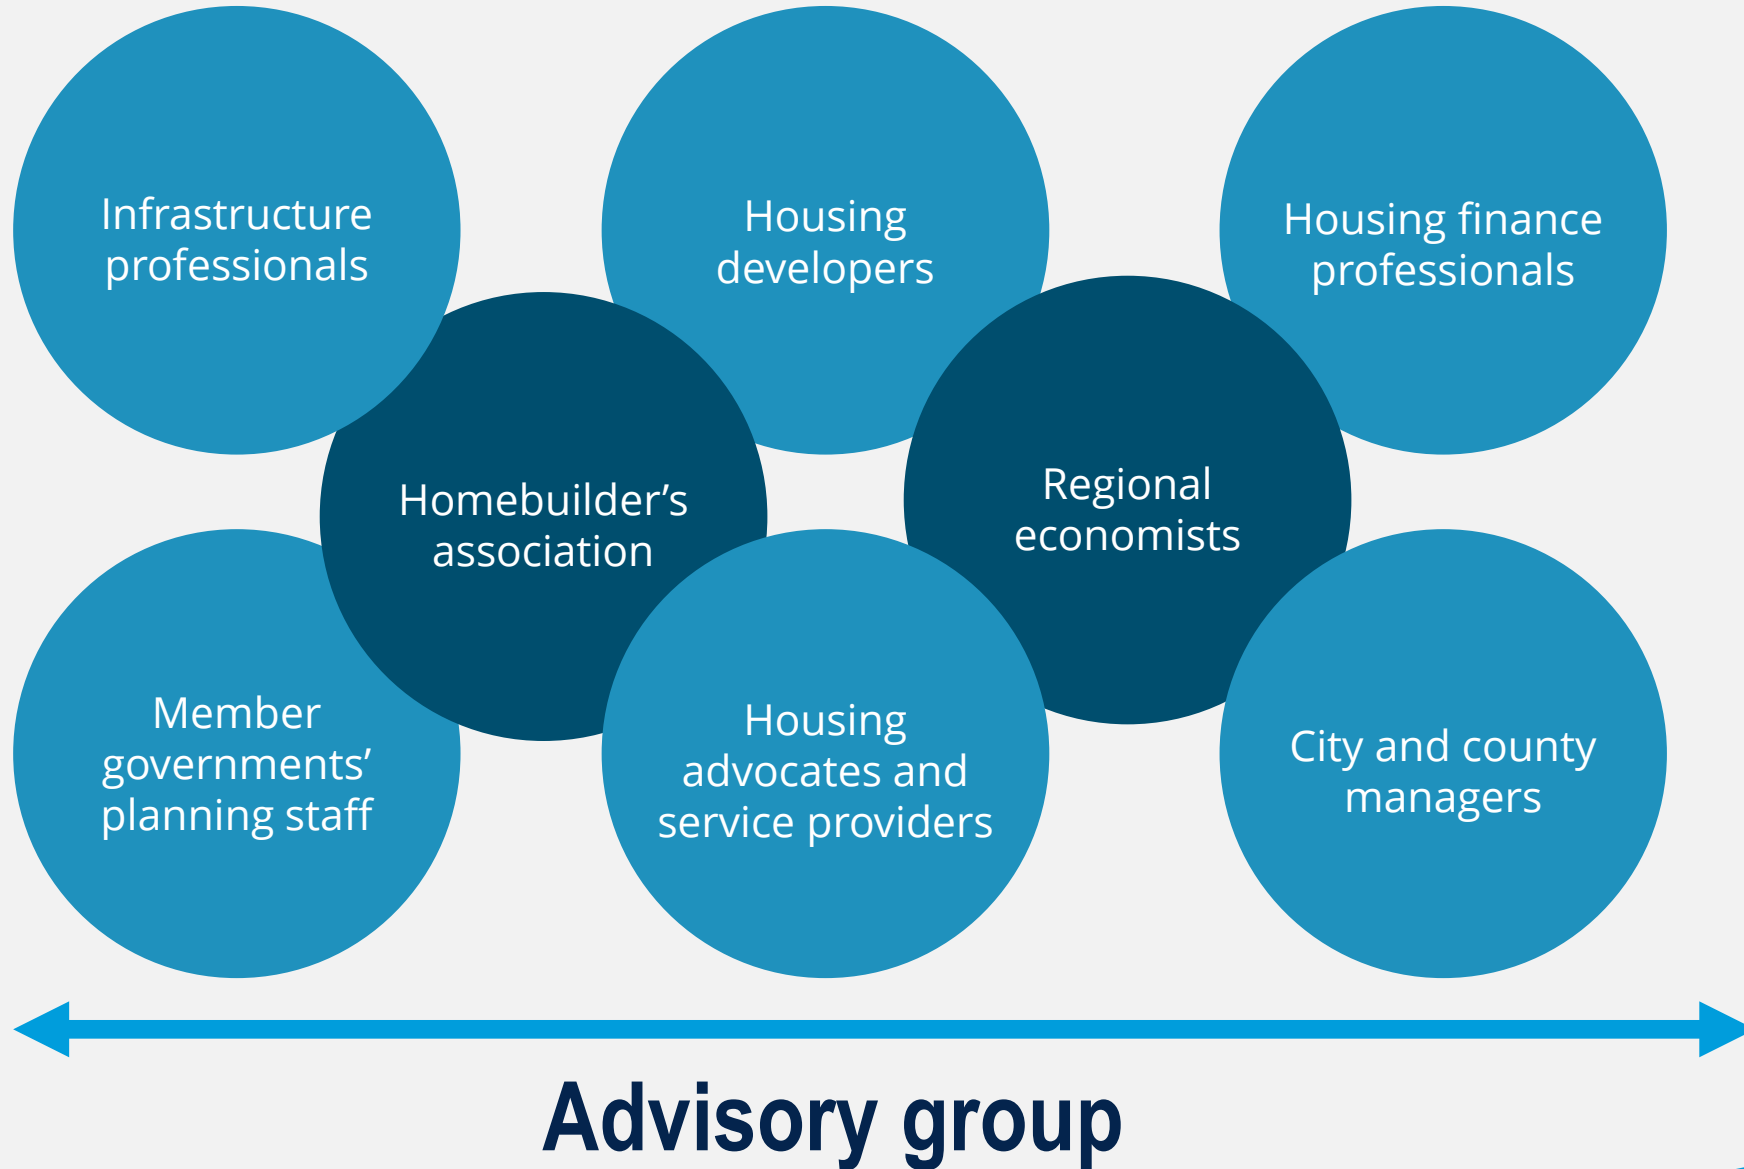 Infrastructure
professionals
Housing
developers
Housing finance
professionals
Homebuilder’s
association
Regional
economists
Member
governments’
planning staff
Housing
advocates and
service providers
City and county
managers
Advisory group